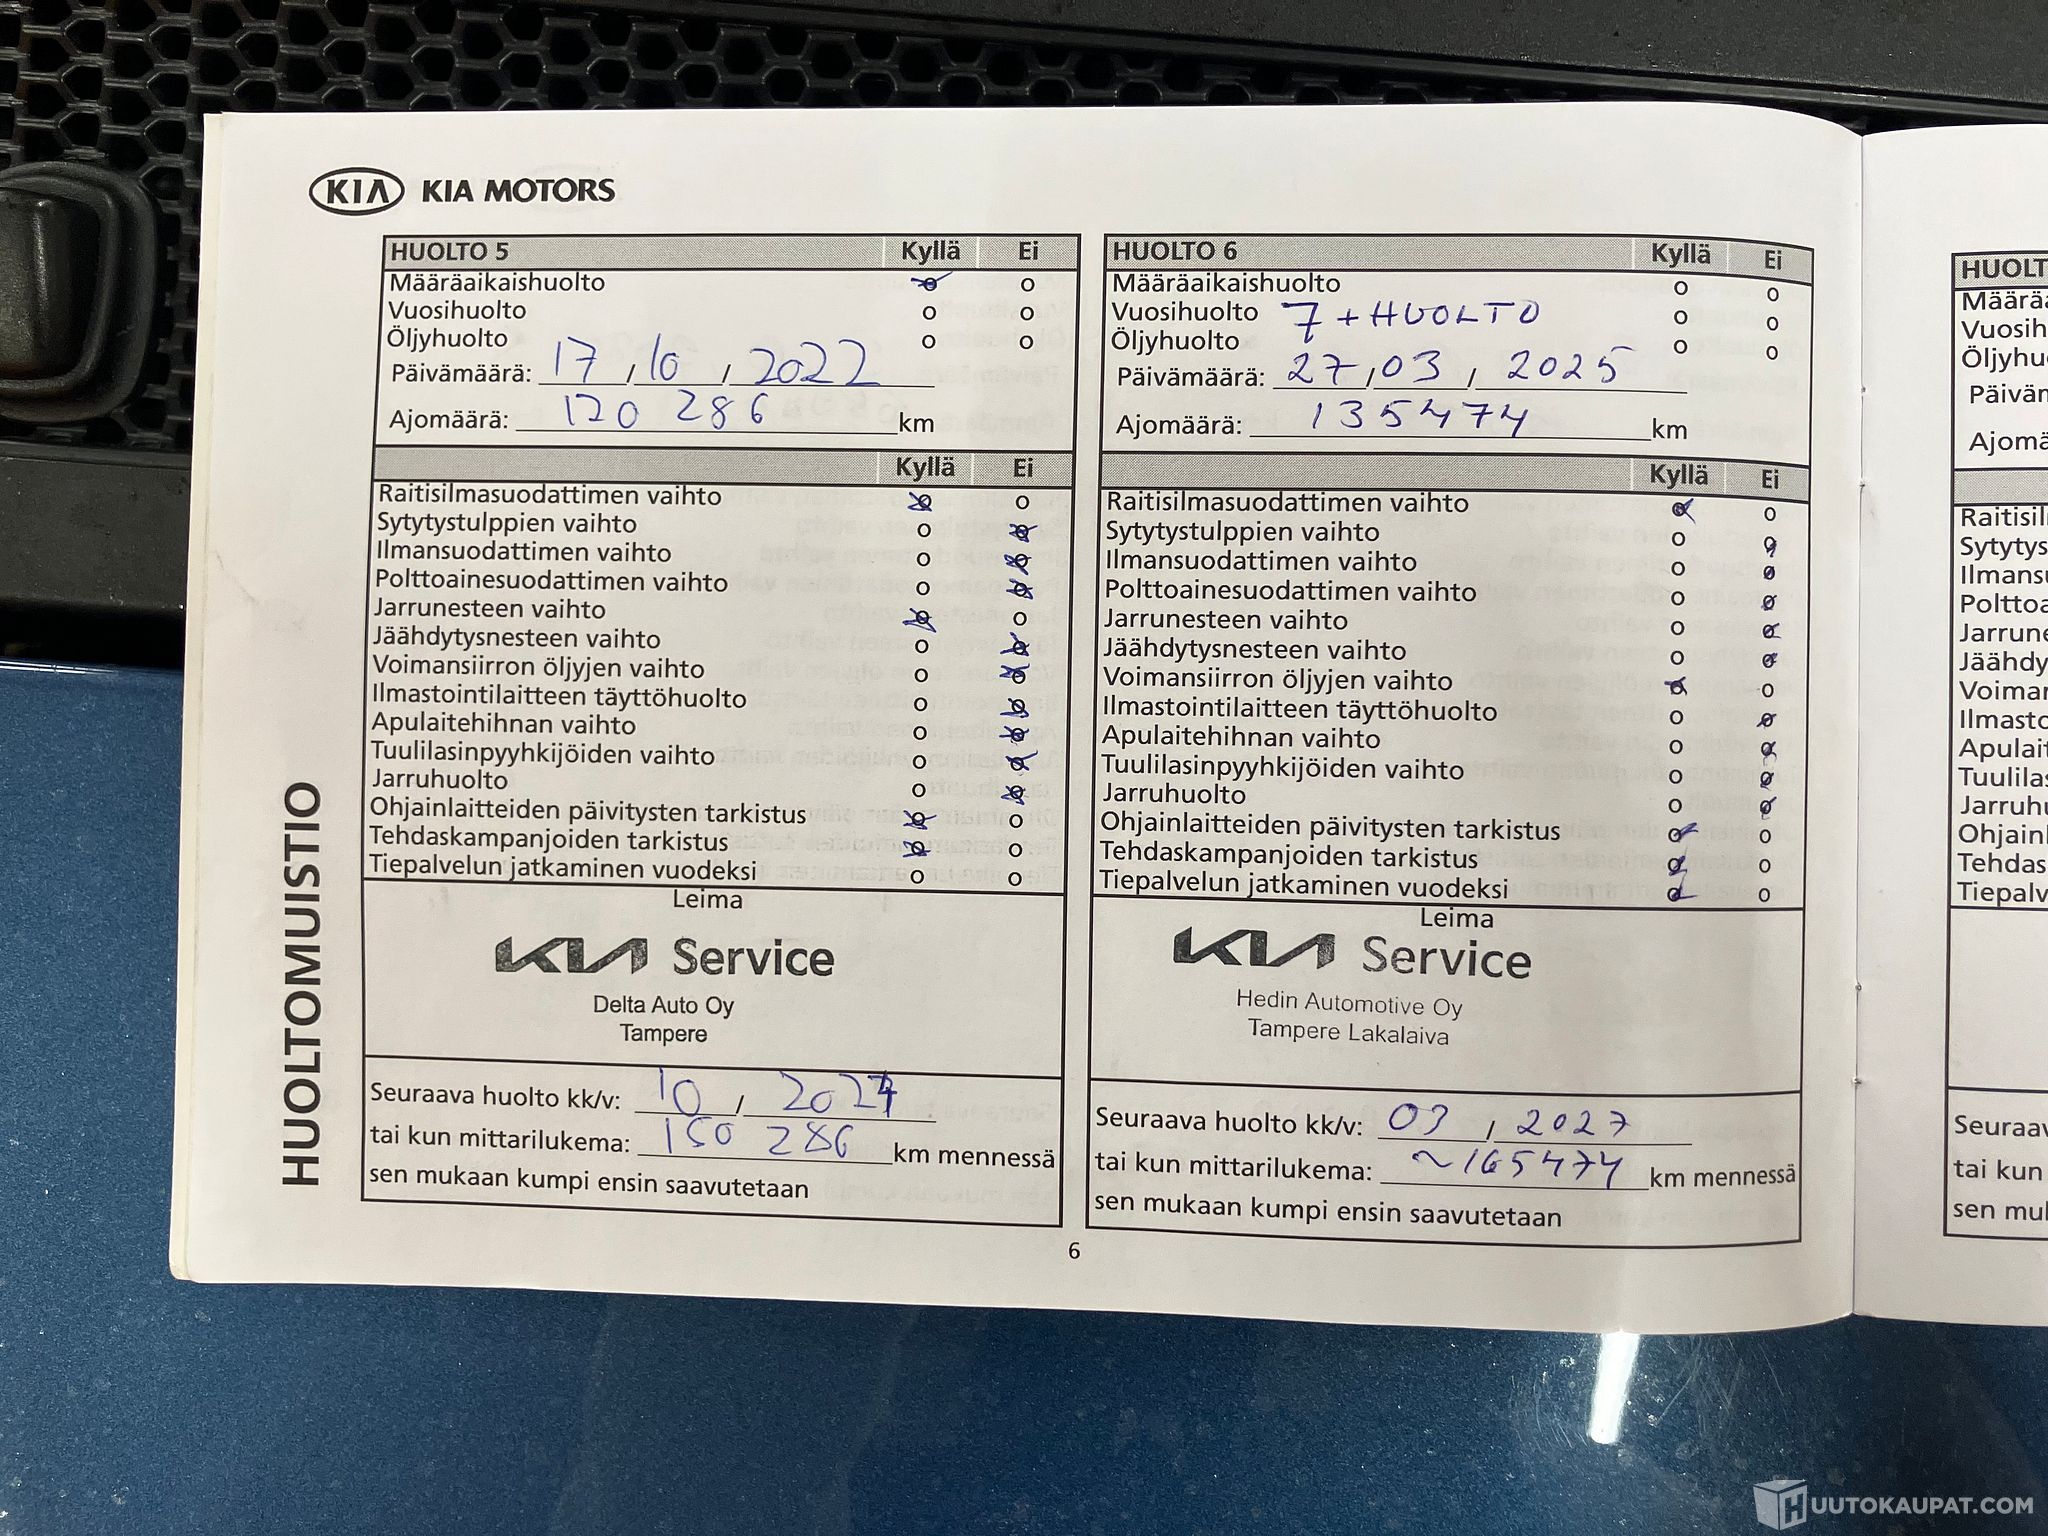 KIA KIA MOTORS
HUOLTOMUISTIO
HUOLTO 5 Kyllä Ei
Määräaikaishuolto o o
Vuosihuolto o o
Öljyhuolto o o
Päivämäärä: 17 / 10 / 2022
Ajomäärä: 120 286 km
Kyllä Ei
Raitisilmasuodattimen vaihto o o
Sytytystulppien vaihto o o
Ilmansuodattimen vaihto o o
Polttoainesuodattimen vaihto o o
Jarrunesteen vaihto o o
Jäähdytysnesteen vaihto o o
Voimansiirron öljyjen vaihto o o
Ilmastointilaitteen täyttöhuolto o o
Apulaitehihnan vaihto o o
Tuulilasinpyyhkijöiden vaihto o o
Jarruhuolto o o
Ohjainlaitteiden päivitysten tarkistus o o
Tehdaskampanjoiden tarkistus o o
Tiepalvelun jatkaminen vuodeksi o o
Leima
KIA Service
Delta Auto Oy
Tampere
Seuraava huolto kk/v: 10 / 2024
tai kun mittarilukema: 150 286 km mennessä
sen mukaan kumpi ensin saavutetaan
HUOLTO 6 Kyllä Ei
Määräaikaishuolto o o
Vuosihuolto 7 + HUOLTO o o
Öljyhuolto o o
Päivämäärä: 27 / 03 / 2025
Ajomäärä: 135474 km
Kyllä Ei
Raitisilmasuodattimen vaihto o o
Sytytystulppien vaihto o o
Ilmansuodattimen vaihto o o
Polttoainesuodattimen vaihto o o
Jarrunesteen vaihto o o
Jäähdytysnesteen vaihto o o
Voimansiirron öljyjen vaihto o o
Ilmastointilaitteen täyttöhuolto o o
Apulaitehihnan vaihto o o
Tuulilasinpyyhkijöiden vaihto o o
Jarruhuolto o o
Ohjainlaitteiden päivitysten tarkistus o o
Tehdaskampanjoiden tarkistus o o
Tiepalvelun jatkaminen vuodeksi o o
Leima
KIA Service
Hedin Automotive Oy
Tampere Lakalaiva
Seuraava huolto kk/v: 03 / 2027
tai kun mittarilukema: ~165474 km mennessä
sen mukaan kumpi ensin saavutetaan
6
HUOLT
Määrä
Vuosih
Öljyhu
Päiväm
Ajomä
Raitisil
Sytytys
Ilmans
Polttoa
Jarrune
Jäähdy
Voiman
Ilmasto
Apulait
Tuulilas
Jarruhu
Ohjainl
Tehdas
Tiepalv
Seuraav
tai kun
sen mu
HUUTOKAUPAT.COM